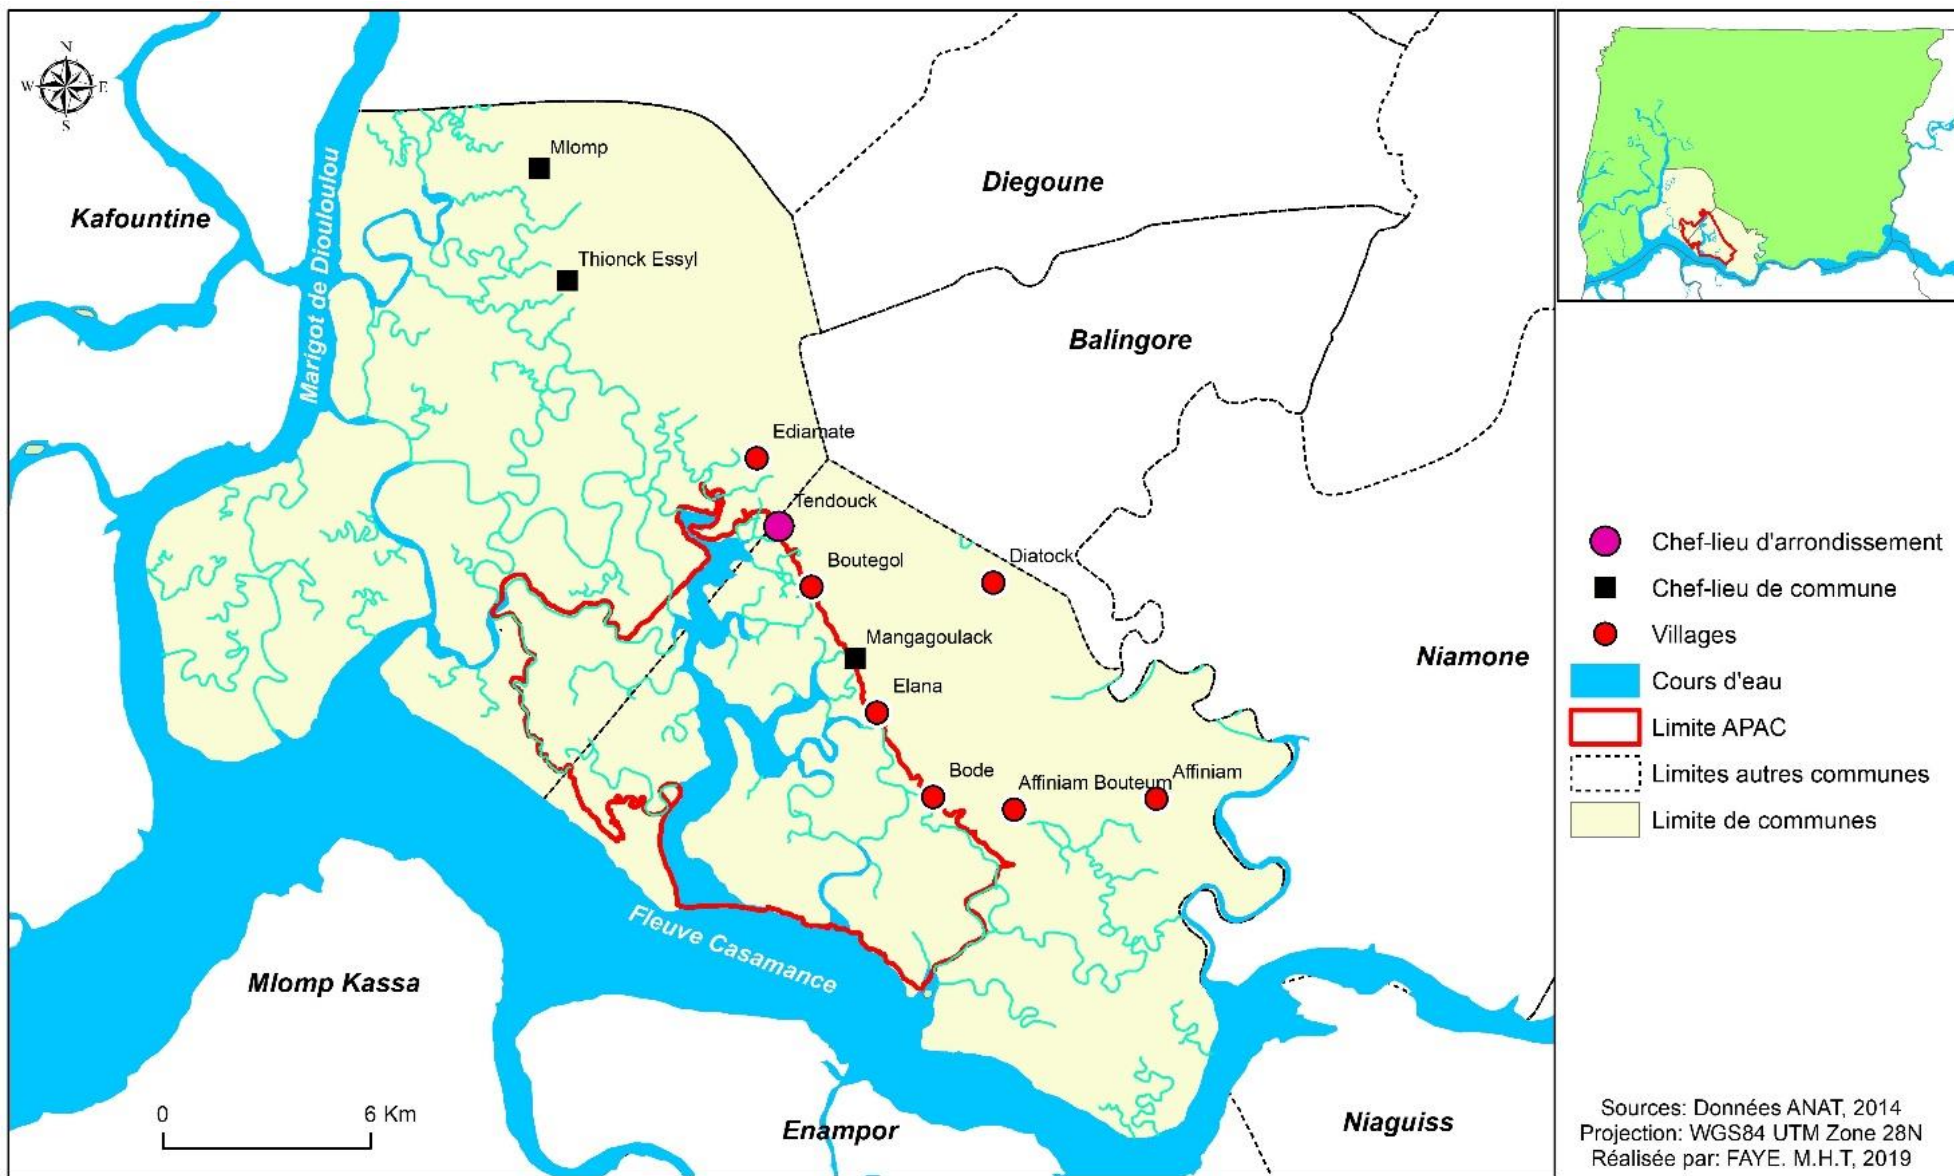 N
W
E
S
Mlomp
Kafountine
Diegoune
Thionck Essyl
Marigot de Diouloulou
Balingore
Ediamate
Tendouck
Diatock
Boutegol
Mangagoulack
Niamone
Elana
Bode
Affiniam Bouteum
Affiniam
Fleuve Casamance
Mlomp Kassa
Enampor
Niaguiss
0
6 Km
Chef-lieu d'arrondissement
Chef-lieu de commune
Villages
Cours d'eau
Limite APAC
Limites autres communes
Limite de communes
Sources: Données ANAT, 2014
Projection: WGS84 UTM Zone 28N
Réalisée par: FAYE. M.H.T, 2019